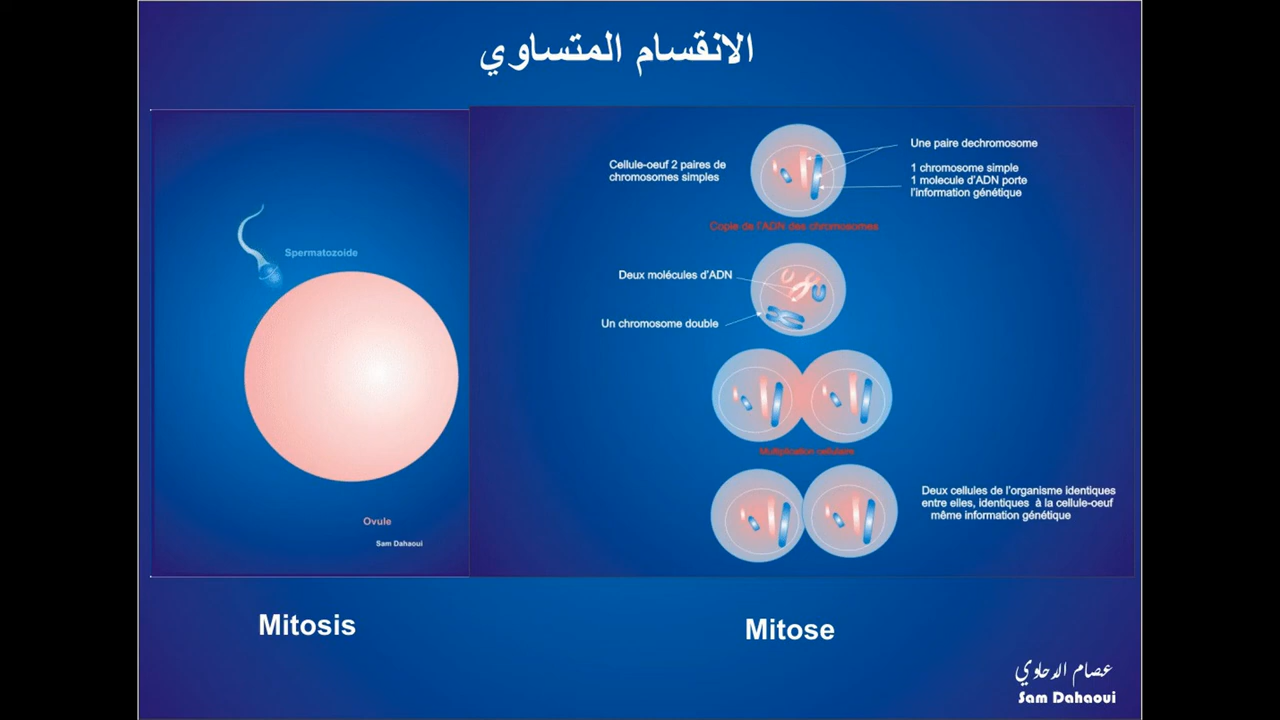 الانقسام المتساوي
Spermatozoide
Ovule
Sam Dahaoui
Cellule-oeuf 2 paires de
chromosomes simples
Une paire dechromosome
1 chromosome simple
1 molecule d'ADN porte
l'information génétique
Copie de l'ADN des chromosomes
Deux molécules d'ADN
Un chromosome double
Multiplication cellulaire
Deux cellules de l'organisme identiques
entre elles, identiques à la cellule-oeuf
même information génétique
Mitosis
Mitose
عصام الدحاوي
Sam Dahaoui